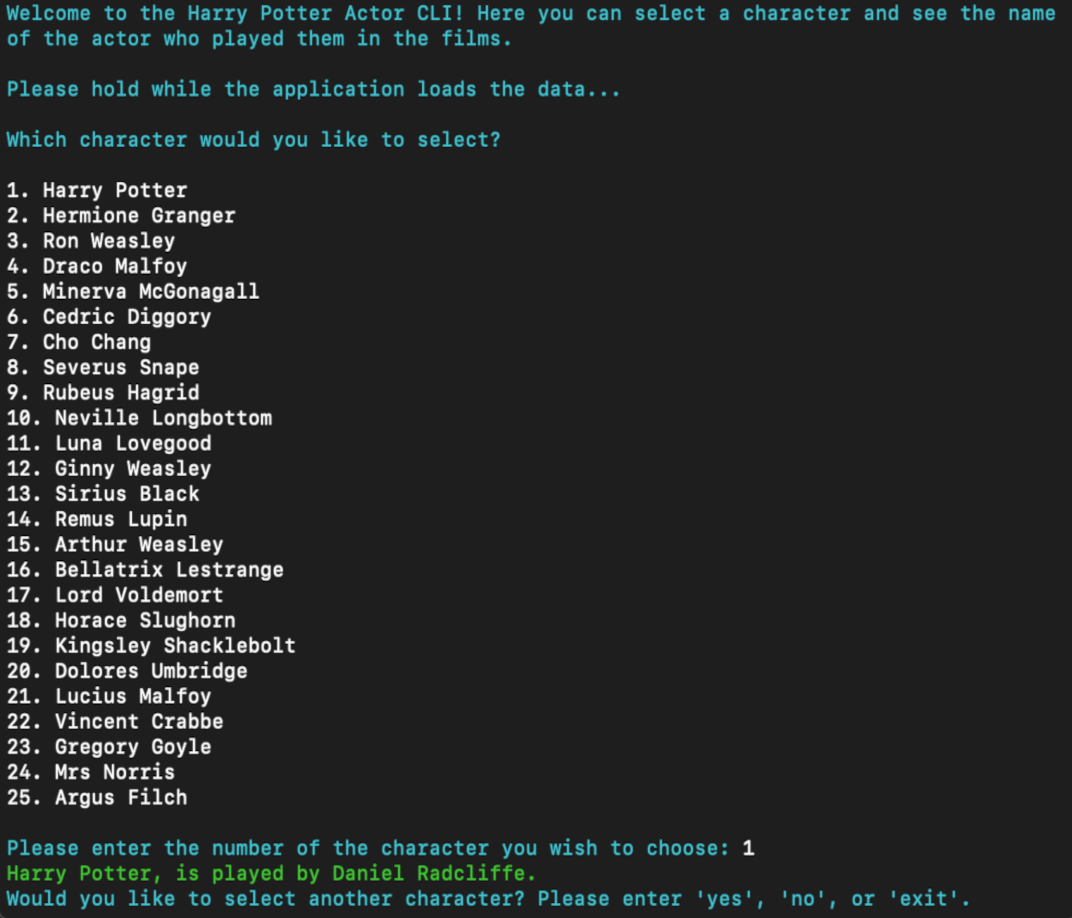 Welcome to the Harry Potter Actor CLI! Here you can select a character and see the name
of the actor who played them in the films.
Please hold while the application loads the data...
Which character would you like to select?
1. Harry Potter
2. Hermione Granger
3. Ron Weasley
4. Draco Malfoy
5. Minerva McGonagall
6. Cedric Diggory
7. Cho Chang
8. Severus Snape
9. Rubeus Hagrid
10. Neville Longbottom
11. Luna Lovegood
12. Ginny Weasley
13. Sirius Black
14. Remus Lupin
15. Arthur Weasley
16. Bellatrix Lestrange
17. Lord Voldemort
18. Horace Slughorn
19. Kingsley Shacklebolt
20. Dolores Umbridge
21. Lucius Malfoy
22. Vincent Crabbe
23. Gregory Goyle
24. Mrs Norris
25. Argus Filch
Please enter the number of the character you wish to choose: 1
Harry Potter, is played by Daniel Radcliffe.
Would you like to select another character? Please enter 'yes', 'no', or 'exit'.